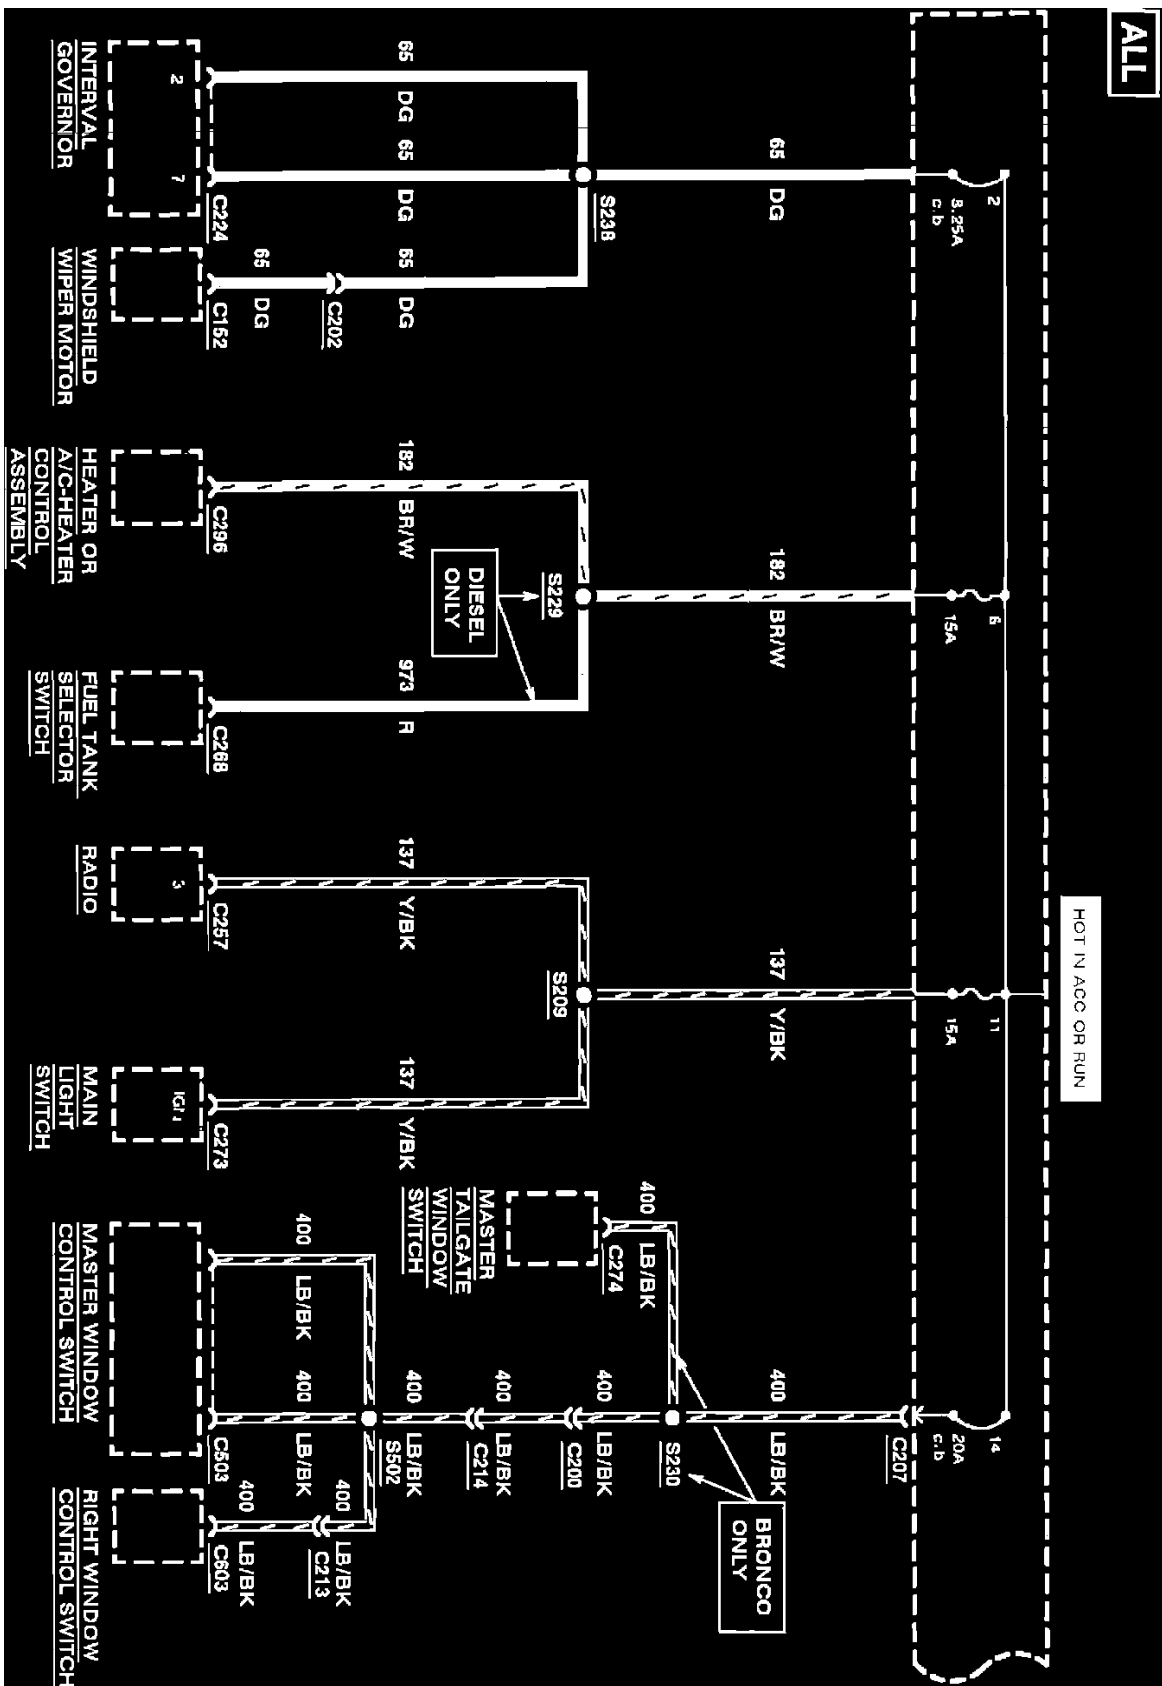 ALL
HOT IN ACC OR RUN
2
8.25A
c.b
6
15A
11
15A
14
20A
c.b
C207
65
DG
182
BR/W
137
Y/BK
400
LB/BK
BRONCO
ONLY
S238
S229
S209
S230
65
DG
65
DG
65
DG
C202
65
DG
182
BR/W
DIESEL
ONLY
973
R
137
Y/BK
137
Y/BK
400
LB/BK
C274
MASTER
TAILGATE
WINDOW
SWITCH
400
LB/BK
C200
400
LB/BK
C214
400
LB/BK
S502
400
LB/BK
400
LB/BK
400
LB/BK
C213
400
LB/BK
2
7
C224
INTERVAL
GOVERNOR
C152
WINDSHIELD
WIPER MOTOR
C296
HEATER OR
A/C-HEATER
CONTROL
ASSEMBLY
C268
FUEL TANK
SELECTOR
SWITCH
C257
RADIO
IGN
C273
MAIN
LIGHT
SWITCH
C503
MASTER WINDOW
CONTROL SWITCH
C603
RIGHT WINDOW
CONTROL SWITCH